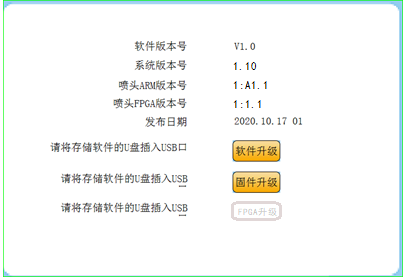 软件版本号 V1.0
系统版本号 1.10
喷头ARM版本号 1:A1.1
喷头FPGA版本号 1:1.1
发布日期 2020.10.17 01
请将存储软件的U盘插入USB口 软件升级
请将存储软件的U盘插入USB 固件升级
请将存储软件的U盘插入USB FPGA升级